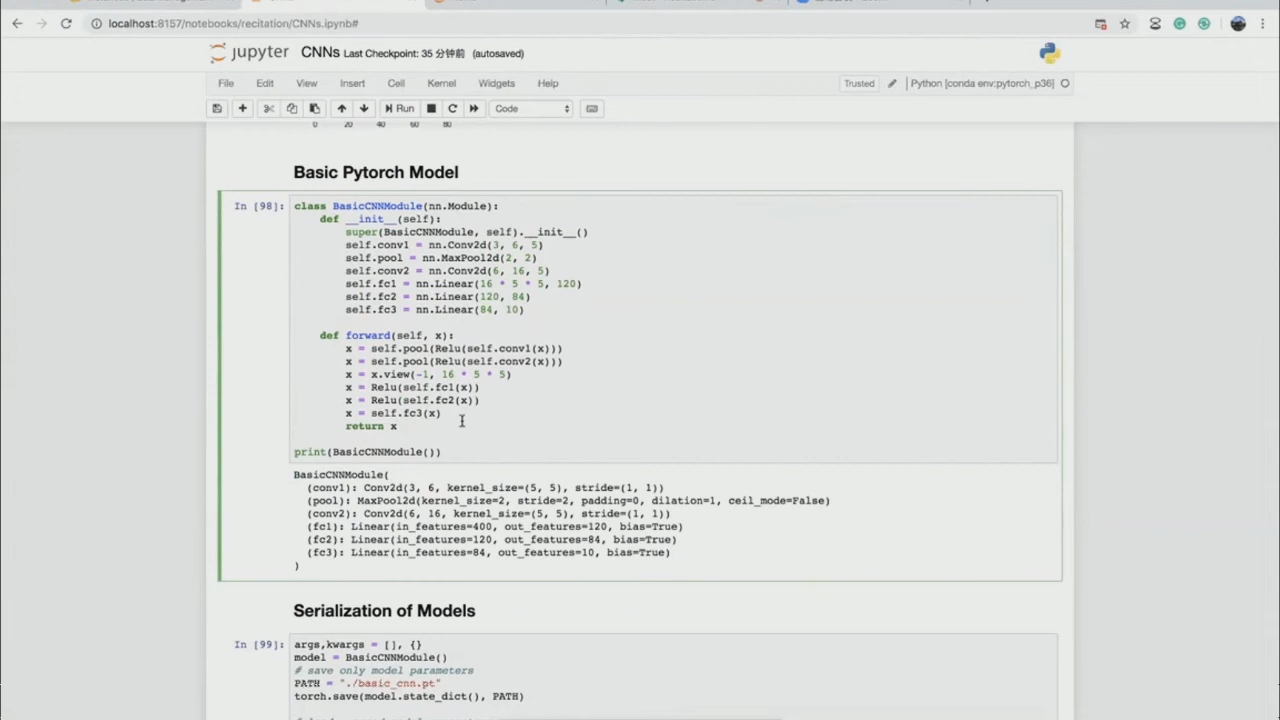 localhost:8157/notebooks/recitation/CNNs.ipynb#
jupyter CNNs Last Checkpoint: 35 分钟前 (autosaved)
File Edit View Insert Cell Kernel Widgets Help
Trusted Python [conda env:pytorch_p36]
Run Code
0 20 40 60 80
Basic Pytorch Model
In [98]: class BasicCNNModule(nn.Module):
def __init__(self):
super(BasicCNNModule, self).__init__()
self.conv1 = nn.Conv2d(3, 6, 5)
self.pool = nn.MaxPool2d(2, 2)
self.conv2 = nn.Conv2d(6, 16, 5)
self.fc1 = nn.Linear(16 * 5 * 5, 120)
self.fc2 = nn.Linear(120, 84)
self.fc3 = nn.Linear(84, 10)
def forward(self, x):
x = self.pool(Relu(self.conv1(x)))
x = self.pool(Relu(self.conv2(x)))
x = x.view(-1, 16 * 5 * 5)
x = Relu(self.fc1(x))
x = Relu(self.fc2(x))
x = self.fc3(x)
return x
print(BasicCNNModule())
BasicCNNModule(
(conv1): Conv2d(3, 6, kernel_size=(5, 5), stride=(1, 1))
(pool): MaxPool2d(kernel_size=2, stride=2, padding=0, dilation=1, ceil_mode=False)
(conv2): Conv2d(6, 16, kernel_size=(5, 5), stride=(1, 1))
(fc1): Linear(in_features=400, out_features=120, bias=True)
(fc2): Linear(in_features=120, out_features=84, bias=True)
(fc3): Linear(in_features=84, out_features=10, bias=True)
)
Serialization of Models
In [99]: args,kwargs = [], {}
model = BasicCNNModule()
# save only model parameters
PATH = "./basic_cnn.pt"
torch.save(model.state_dict(), PATH)